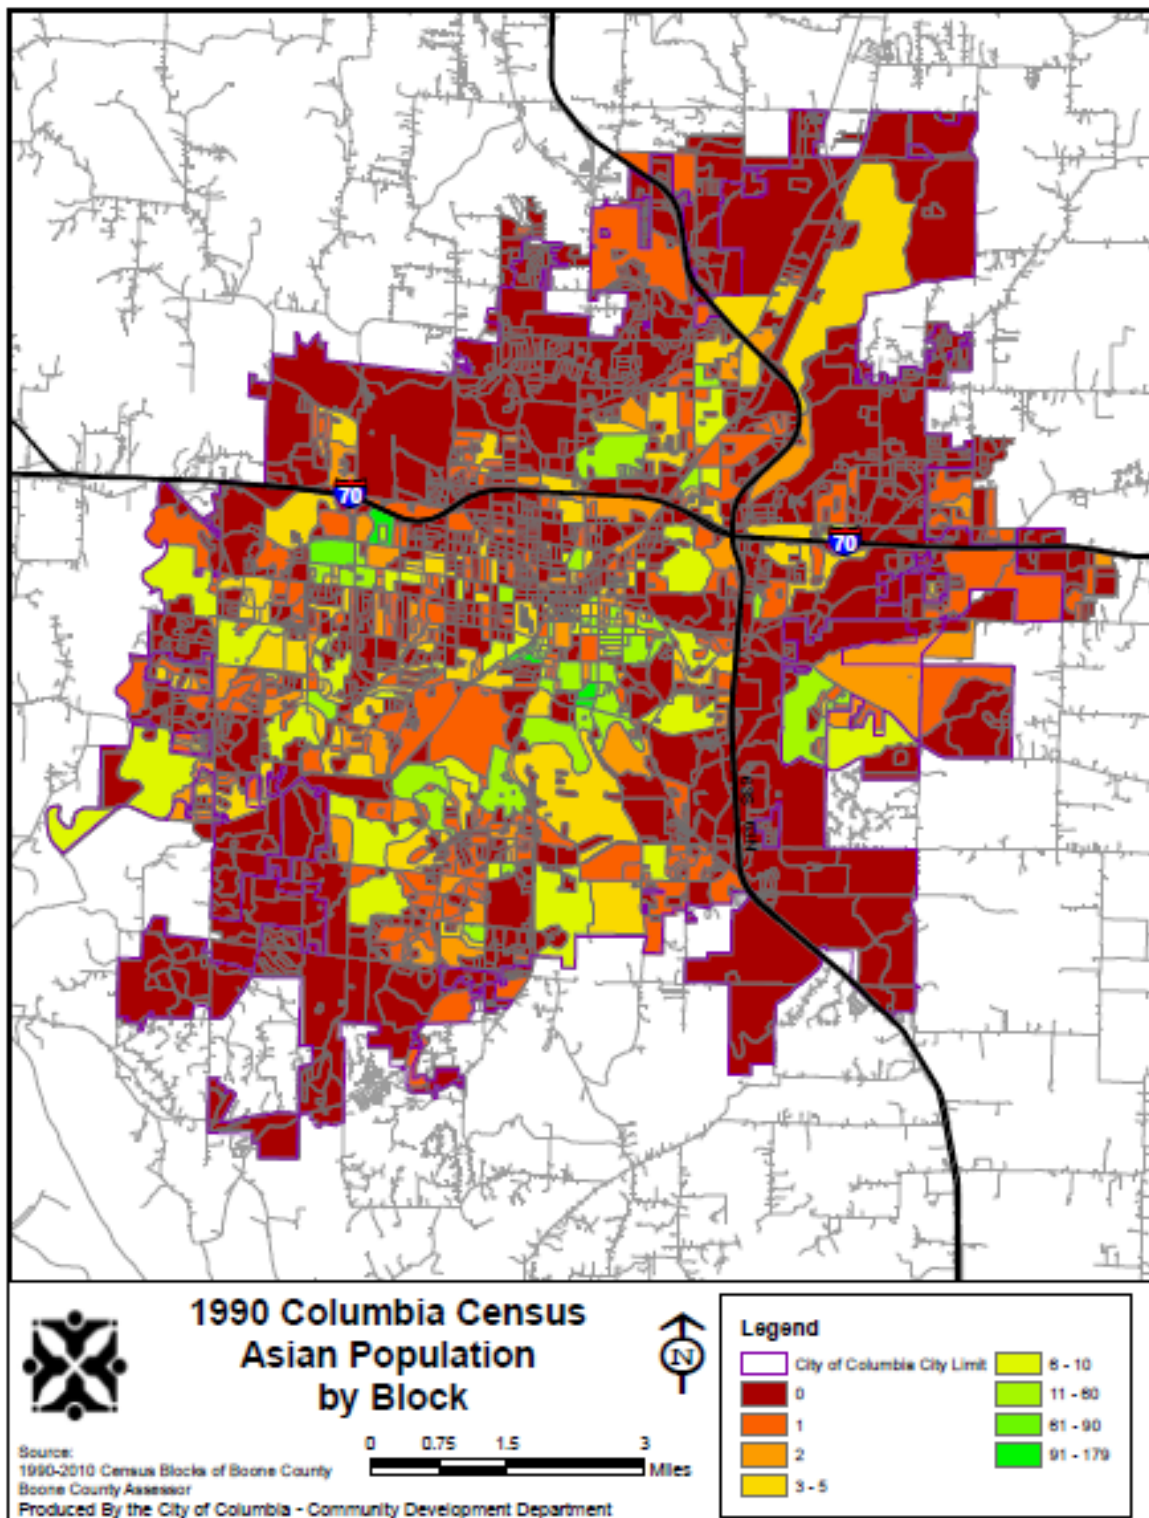 70
70
Hwy 63S
1990 Columbia Census
Asian Population
by Block
N
0 0.75 1.5 3
Miles
Source:
1990-2010 Census Blocks of Boone County
Boone County Assessor
Produced By the City of Columbia - Community Development Department
Legend
City of Columbia City Limit
0
1
2
3 - 5
6 - 10
11 - 60
61 - 90
91 - 179